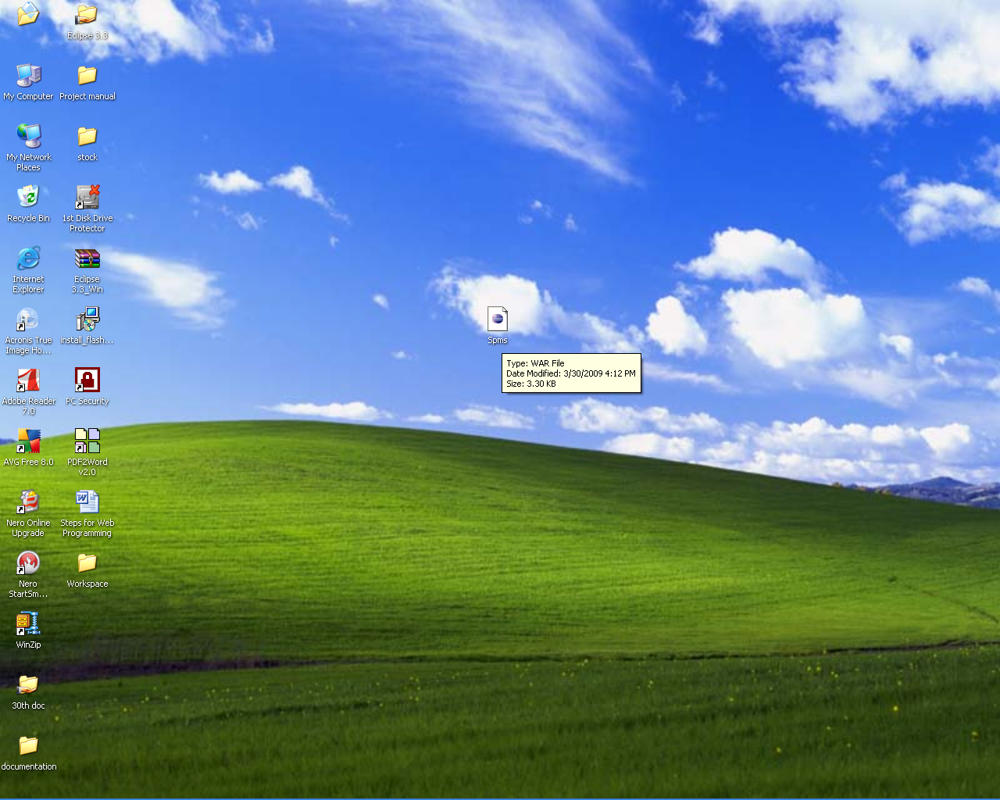 Eclipse 3.3
My Computer
Project manual
My Network
Places
stock
Recycle Bin
1st Disk Drive
Protector
Internet
Explorer
Eclipse
3.3_Win
Acronis True
Image Ho...
install_flash...
Spms
Type: WAR File
Date Modified: 3/30/2009 4:12 PM
Size: 3.30 KB
Adobe Reader
7.0
PC Security
AVG Free 8.0
PDF2Word
v2.0
Nero Online
Upgrade
Steps for Web
Programming
Nero
StartSm...
Workspace
WinZip
30th doc
documentation